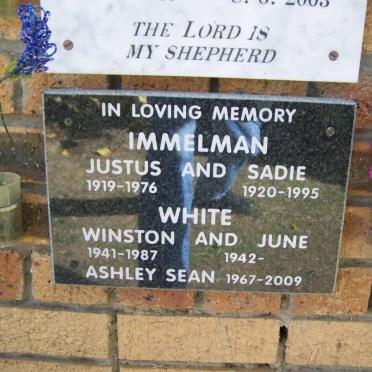 THE LORD IS
MY SHEPHERD
IN LOVING MEMORY
IMMELMAN
JUSTUS AND SADIE
1919-1976 1920-1995
WHITE
WINSTON AND JUNE
1941-1987 1942-
ASHLEY SEAN 1967-2009